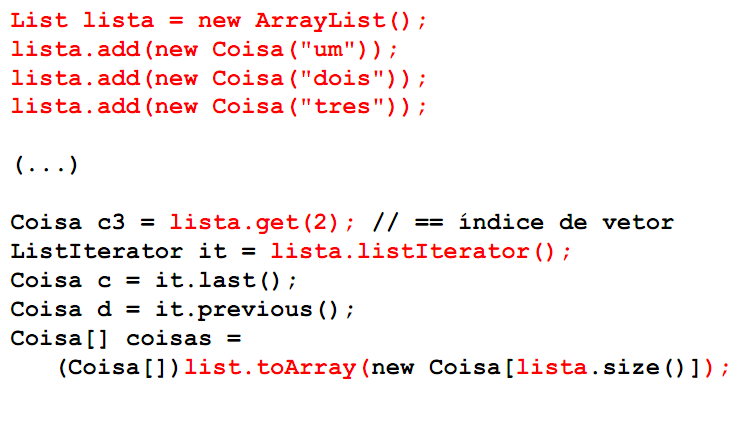 List lista = new ArrayList();
lista.add(new Coisa("um"));
lista.add(new Coisa("dois"));
lista.add(new Coisa("tres"));
(...)
Coisa c3 = lista.get(2); // == índice de vetor
ListIterator it = lista.listIterator();
Coisa c = it.last();
Coisa d = it.previous();
Coisa[] coisas =
(Coisa[])list.toArray(new Coisa[lista.size()]);